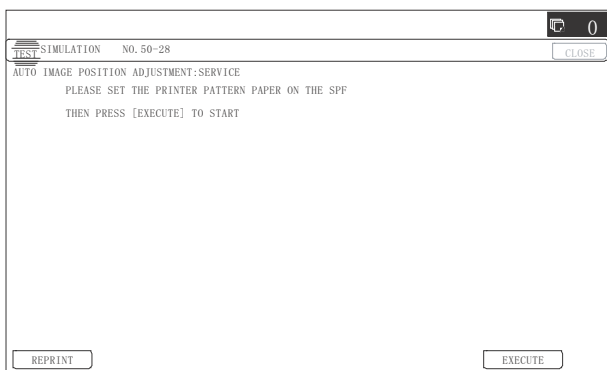 0
TEST SIMULATION NO. 50-28 CLOSE
AUTO IMAGE POSITION ADJUSTMENT:SERVICE
PLEASE SET THE PRINTER PATTERN PAPER ON THE SPF
THEN PRESS [EXECUTE] TO START
REPRINT EXECUTE